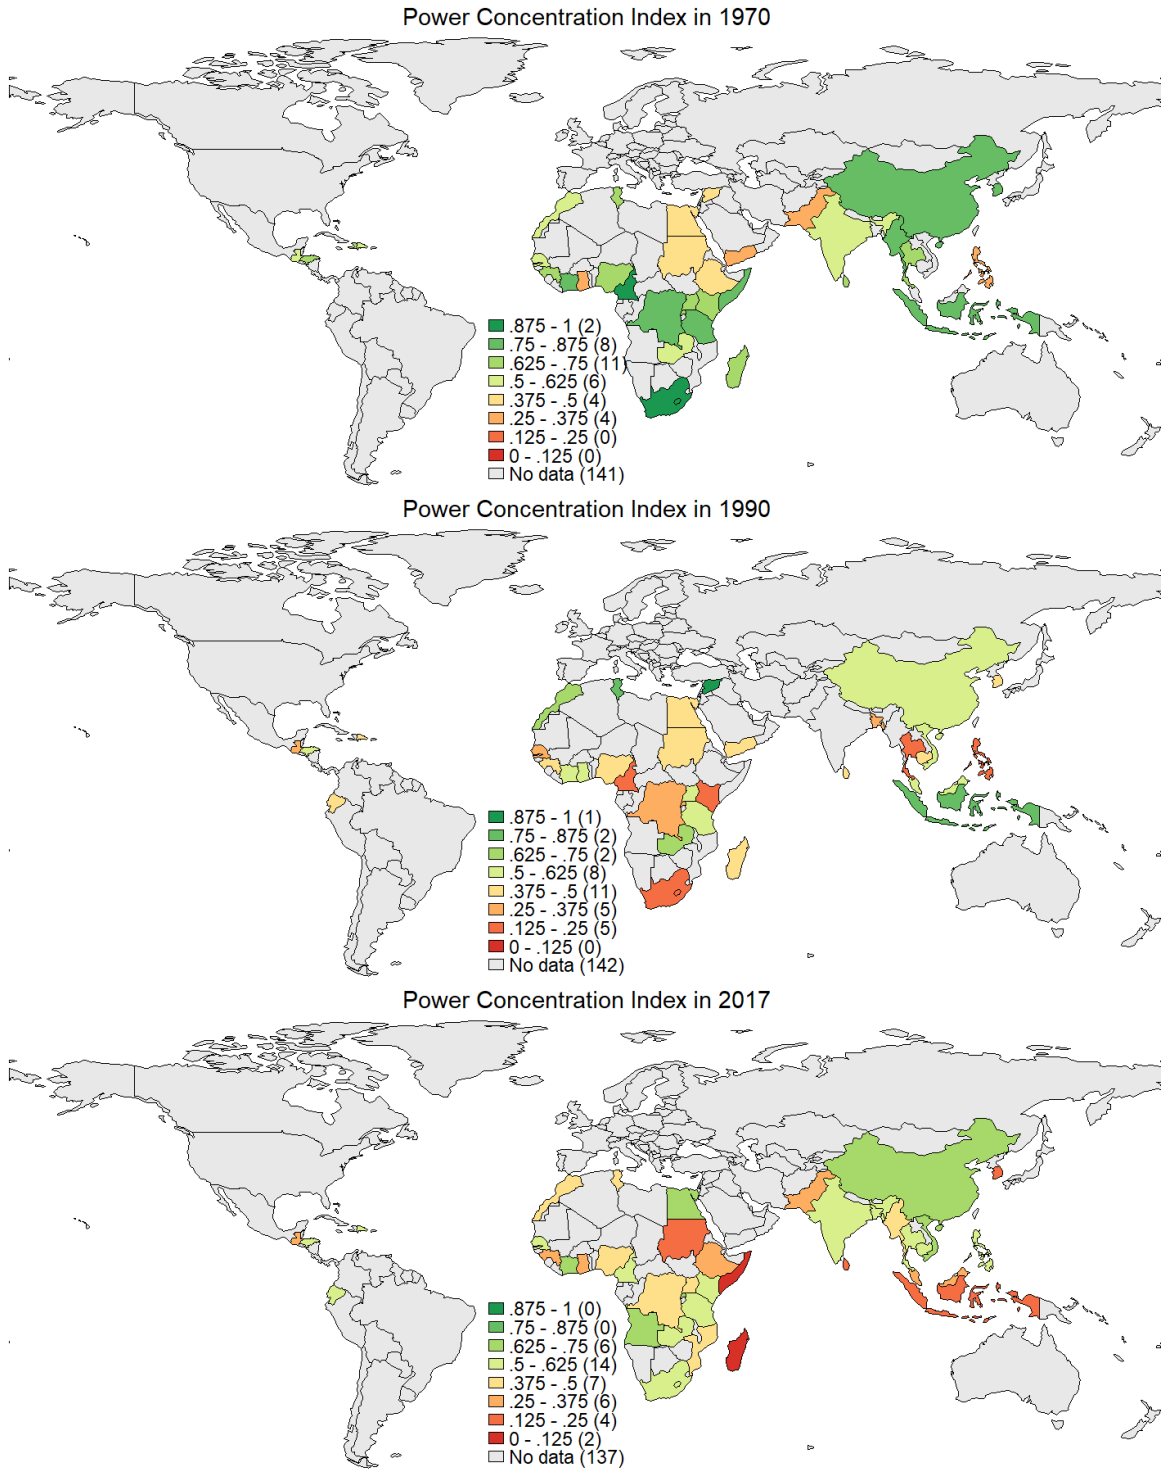 Power Concentration Index in 1970
.875 - 1 (2)
.75 - .875 (8)
.625 - .75 (11)
.5 - .625 (6)
.375 - .5 (4)
.25 - .375 (4)
.125 - .25 (0)
0 - .125 (0)
No data (141)
Power Concentration Index in 1990
.875 - 1 (1)
.75 - .875 (2)
.625 - .75 (2)
.5 - .625 (8)
.375 - .5 (11)
.25 - .375 (5)
.125 - .25 (5)
0 - .125 (0)
No data (142)
Power Concentration Index in 2017
.875 - 1 (0)
.75 - .875 (0)
.625 - .75 (6)
.5 - .625 (14)
.375 - .5 (7)
.25 - .375 (6)
.125 - .25 (4)
0 - .125 (2)
No data (137)